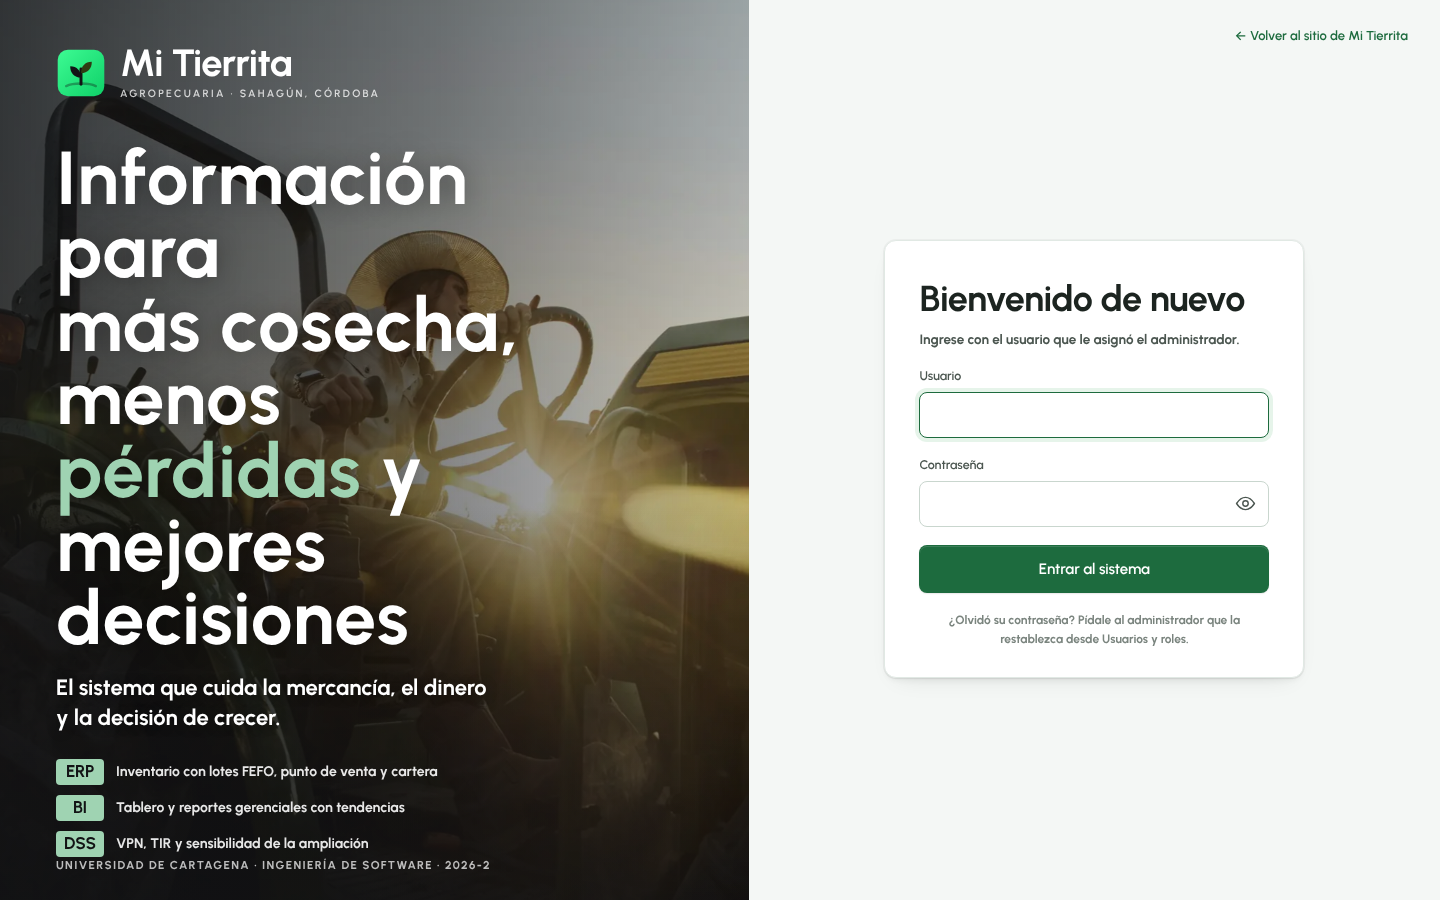 Mi Tierrita
AGROPECUARIA · SAHAGÚN, CÓRDOBA
Información
para
más cosecha,
menos
pérdidas y
mejores
decisiones
El sistema que cuida la mercancía, el dinero
y la decisión de crecer.
ERP Inventario con lotes FEFO, punto de venta y cartera
BI Tablero y reportes gerenciales con tendencias
DSS VPN, TIR y sensibilidad de la ampliación
UNIVERSIDAD DE CARTAGENA · INGENIERÍA DE SOFTWARE · 2026-2
← Volver al sitio de Mi Tierrita
Bienvenido de nuevo
Ingrese con el usuario que le asignó el administrador.
Usuario
Contraseña
Entrar al sistema
¿Olvidó su contraseña? Pídale al administrador que la
restablezca desde Usuarios y roles.